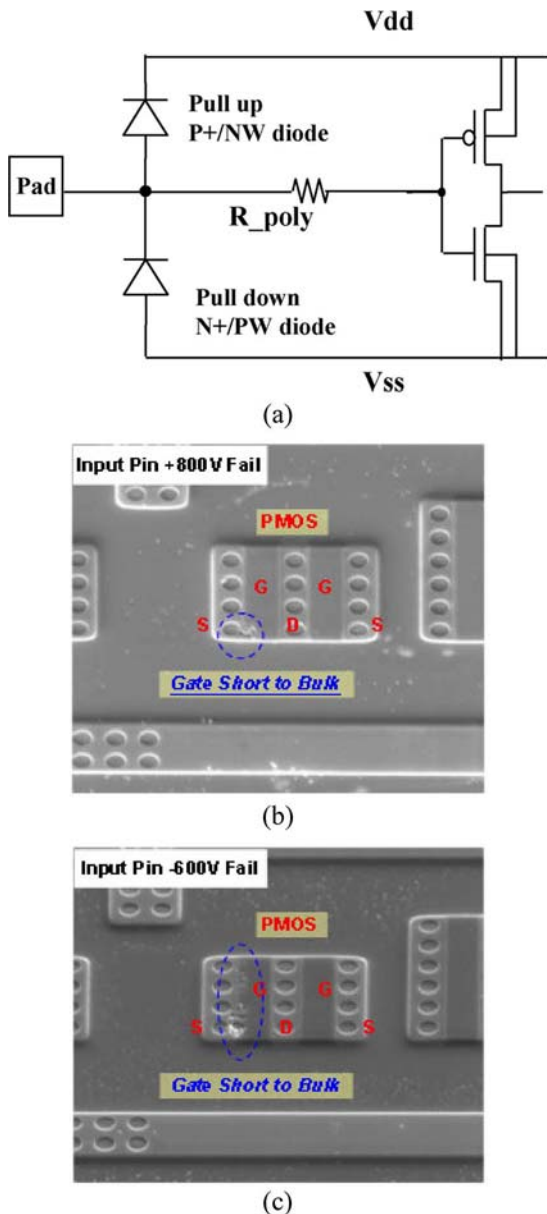 Vdd
Pull up
P+/NW diode
Pad
R_poly
Pull down
N+/PW diode
Vss
(a)
Input Pin +800V Fail
PMOS
G G
S D S
Gate Short to Bulk
(b)
Input Pin -600V Fail
PMOS
G G
S D S
Gate Short to Bulk
(c)